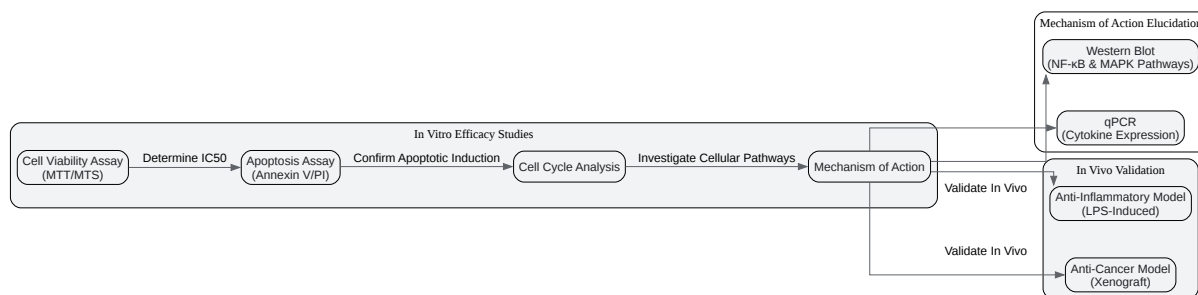 Mechanism of Action Elucidation
Western Blot
(NF-κB & MAPK Pathways)
qPCR
(Cytokine Expression)
In Vitro Efficacy Studies
Cell Viability Assay
(MTT/MTS)
Determine IC50
Apoptosis Assay
(Annexin V/PI)
Confirm Apoptotic Induction
Cell Cycle Analysis
Investigate Cellular Pathways
Mechanism of Action
In Vivo Validation
Validate In Vivo
Anti-Inflammatory Model
(LPS-Induced)
Validate In Vivo
Anti-Cancer Model
(Xenograft)